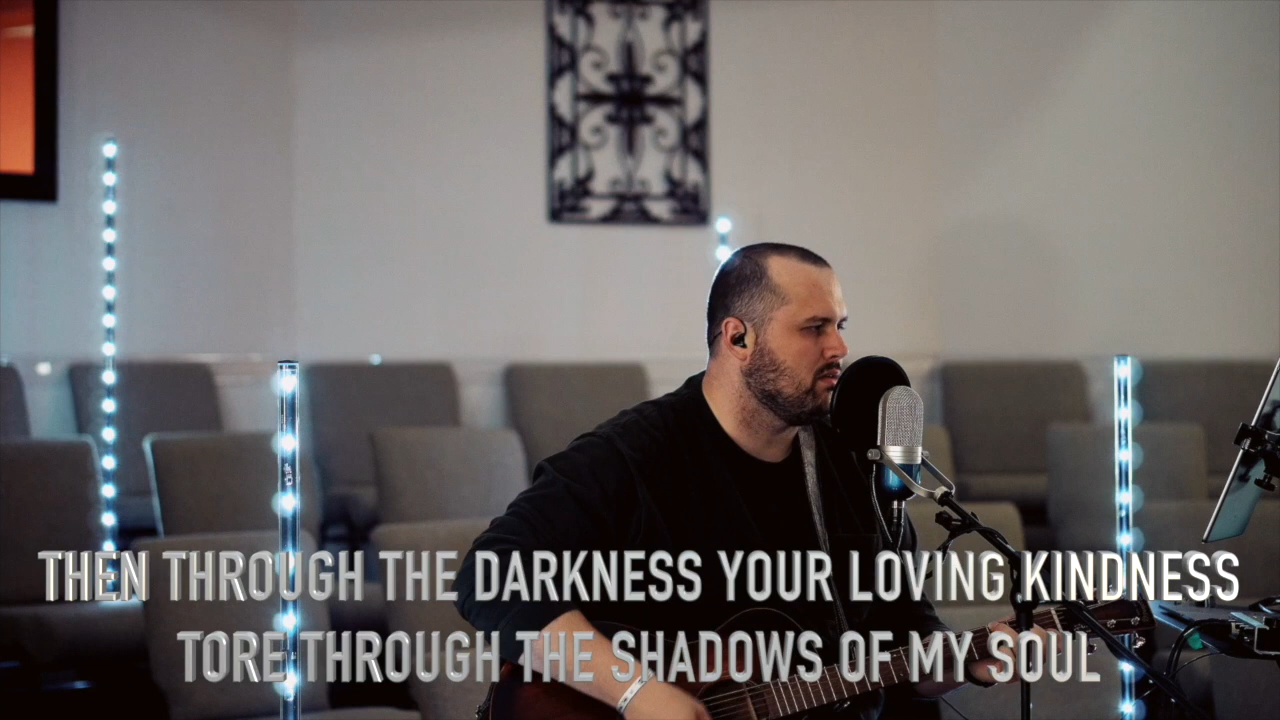 THEN THROUGH THE DARKNESS YOUR LOVING KINDNESS
TORE THROUGH THE SHADOWS OF MY SOUL